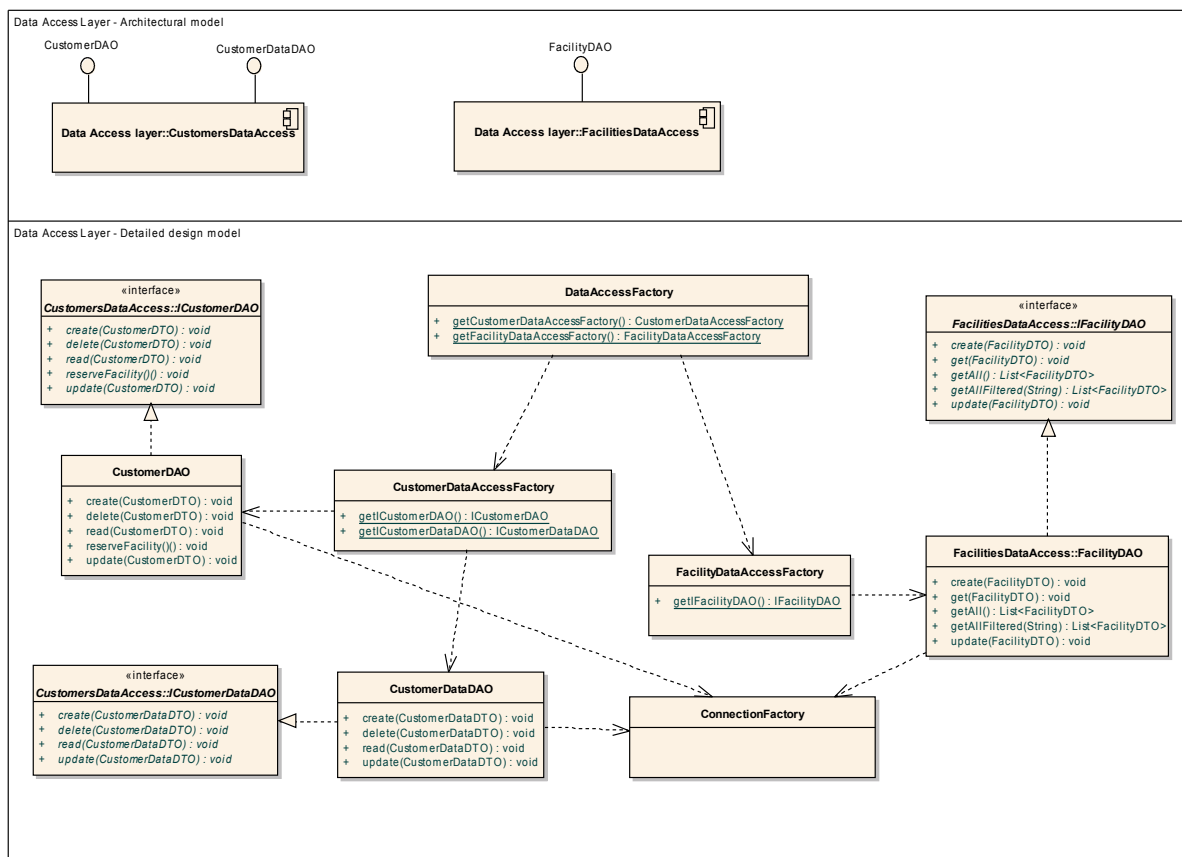 Data Access Layer - Architectural model
CustomerDAO
CustomerDataDAO
FacilityDAO
Data Access layer::CustomersDataAccess
Data Access layer::FacilitiesDataAccess
Data Access Layer - Detailed design model
«interface»
CustomersDataAccess::ICustomerDAO
+ create(CustomerDTO) : void
+ delete(CustomerDTO) : void
+ read(CustomerDTO) : void
+ reserveFacility()() : void
+ update(CustomerDTO) : void
DataAccessFactory
+ getCustomerDataAccessFactory() : CustomerDataAccessFactory
+ getFacilityDataAccessFactory() : FacilityDataAccessFactory
«interface»
FacilitiesDataAccess::IFacilityDAO
+ create(FacilityDTO) : void
+ get(FacilityDTO) : void
+ getAll() : List<FacilityDTO>
+ getAllFiltered(String) : List<FacilityDTO>
+ update(FacilityDTO) : void
CustomerDAO
+ create(CustomerDTO) : void
+ delete(CustomerDTO) : void
+ read(CustomerDTO) : void
+ reserveFacility()() : void
+ update(CustomerDTO) : void
CustomerDataAccessFactory
+ getICustomerDAO() : ICustomerDAO
+ getICustomerDataDAO() : ICustomerDataDAO
FacilityDataAccessFactory
+ getIFacilityDAO() : IFacilityDAO
FacilitiesDataAccess::FacilityDAO
+ create(FacilityDTO) : void
+ get(FacilityDTO) : void
+ getAll() : List<FacilityDTO>
+ getAllFiltered(String) : List<FacilityDTO>
+ update(FacilityDTO) : void
«interface»
CustomersDataAccess::ICustomerDataDAO
+ create(CustomerDataDTO) : void
+ delete(CustomerDataDTO) : void
+ read(CustomerDataDTO) : void
+ update(CustomerDataDTO) : void
CustomerDataDAO
+ create(CustomerDataDTO) : void
+ delete(CustomerDataDTO) : void
+ read(CustomerDataDTO) : void
+ update(CustomerDataDTO) : void
ConnectionFactory